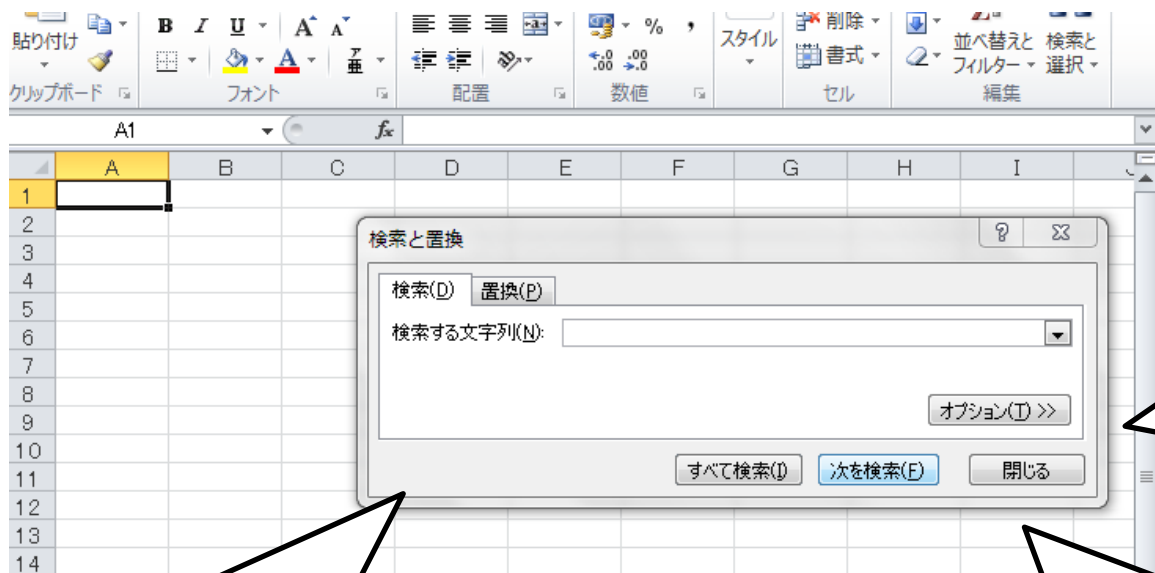 貼り付け
B I U A A
亜
% ,
.0 .00
.00 .0
スタイル
削除
書式
並べ替えと
フィルター
検索と
選択
クリップボード フォント 配置 数値 セル 編集
A1 fx
A B C D E F G H I
1
2
3
4
5
6
7
8
9
10
11
12
13
14
検索と置換
検索(D) 置換(P)
検索する文字列(N):
オプション(T) >>
すべて検索(I) 次を検索(F) 閉じる